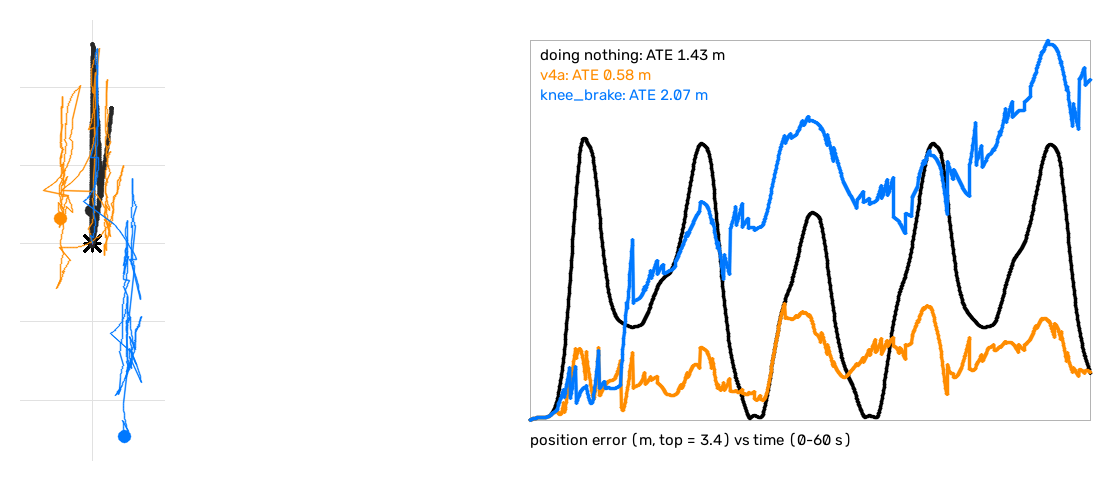 doing nothing: ATE 1.43 m
v4a: ATE 0.58 m
knee_brake: ATE 2.07 m
position error (m, top = 3.4) vs time (0-60 s)